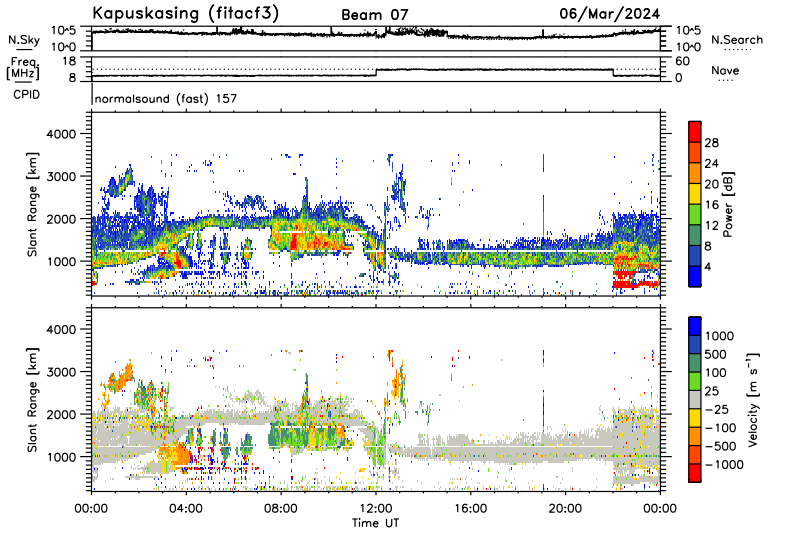 Kapuskasing (fitacf3) Beam 07 06/Mar/2024
N.Sky 10^5 10^0 10^5 10^0 N.Search
Freq. [MHz] 18 8 60 0 Nave
CPID normalsound (fast) 157
Slant Range [km] 4000 3000 2000 1000
28 24 20 16 12 8 4 Power [dB]
Slant Range [km] 4000 3000 2000 1000
1000 500 100 25 −25 −100 −500 −1000 Velocity [m s⁻¹]
00:00 04:00 08:00 12:00 16:00 20:00 00:00
Time UT